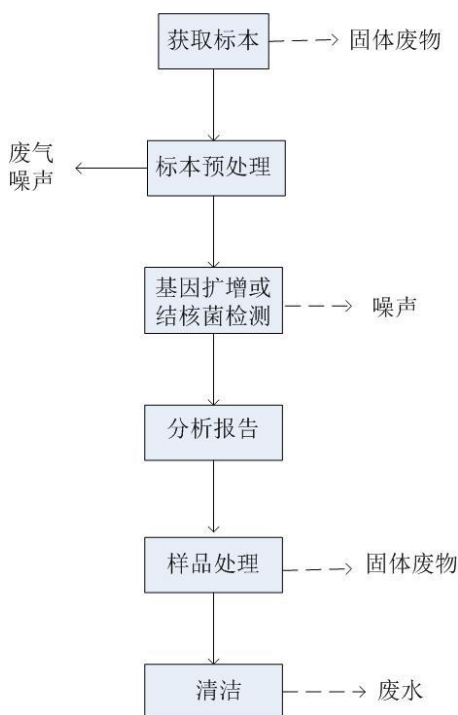 获取标本
固体废物
废气
噪声
标本预处理
基因扩增或
结核菌检测
噪声
分析报告
样品处理
固体废物
清洁
废水